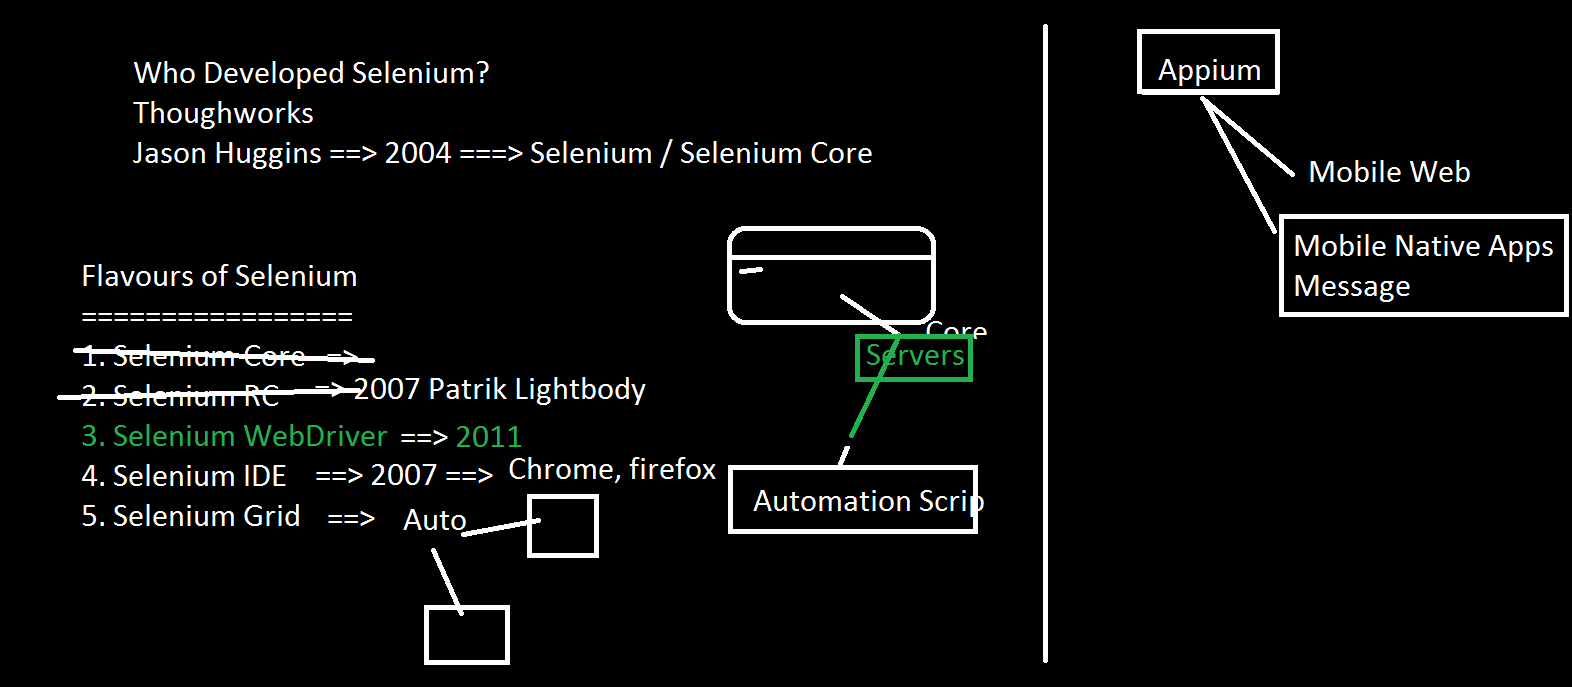 Who Developed Selenium?
Thoughworks
Jason Huggins ==> 2004 ===> Selenium / Selenium Core
Flavours of Selenium
=================
1. Selenium Core =>
2. Selenium RC => 2007 Patrik Lightbody
3. Selenium WebDriver ==> 2011
4. Selenium IDE ==> 2007 ==> Chrome, firefox
5. Selenium Grid ==> Auto
Core
Servers
Automation Scrip
Appium
Mobile Web
Mobile Native Apps
Message